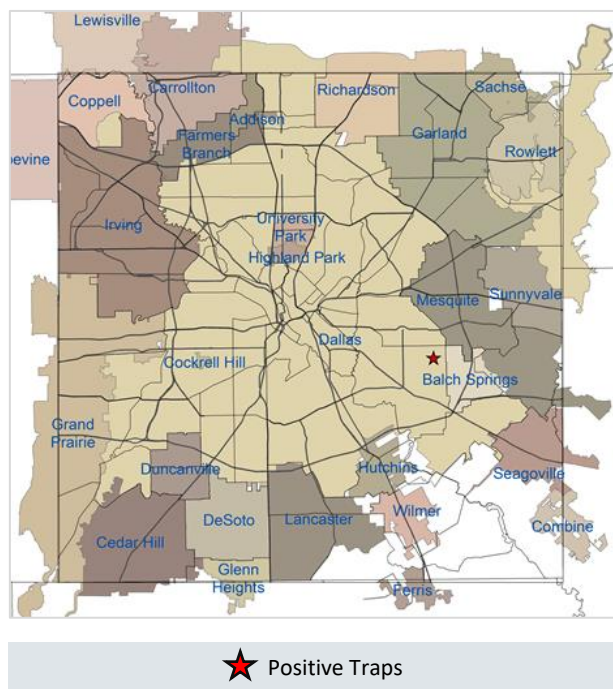 Lewisville
Coppell
Carrollton
Richardson
Sachse
Addison
Farmers
Branch
Garland
Rowlett
evine
Irving
University
Park
Highland Park
Mesquite
Sunnyvale
Dallas
Cockrell Hill
Balch Springs
Grand
Prairie
Duncanville
Hutchins
Seagoville
Cedar Hill
DeSoto
Lancaster
Wilmer
Combine
Glenn
Heights
Ferris
Positive Traps